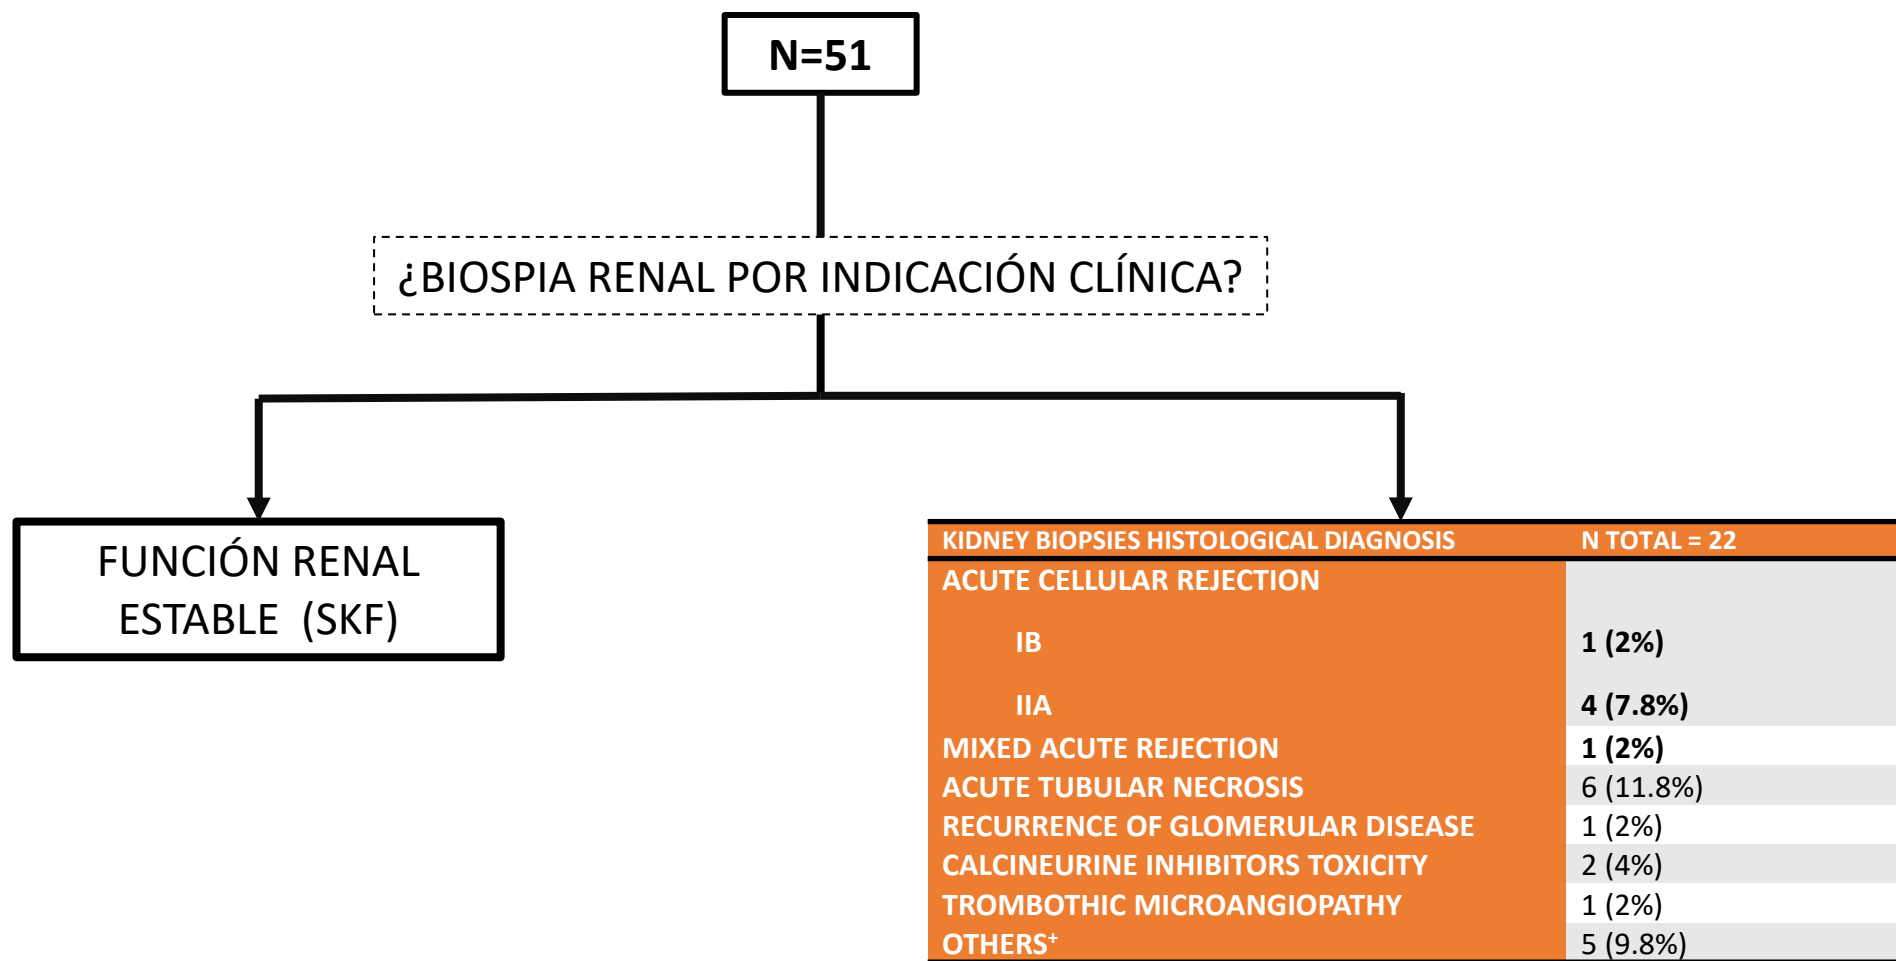 N=51
¿BIOSPIA RENAL POR INDICACIÓN CLÍNICA?
FUNCIÓN RENAL
ESTABLE (SKF)
KIDNEY BIOPSIES HISTOLOGICAL DIAGNOSIS N TOTAL = 22
ACUTE CELLULAR REJECTION
IB 1 (2%)
IIA 4 (7.8%)
MIXED ACUTE REJECTION 1 (2%)
ACUTE TUBULAR NECROSIS 6 (11.8%)
RECURRENCE OF GLOMERULAR DISEASE 1 (2%)
CALCINEURINE INHIBITORS TOXICITY 2 (4%)
TROMBOTHIC MICROANGIOPATHY 1 (2%)
OTHERS⁺ 5 (9.8%)